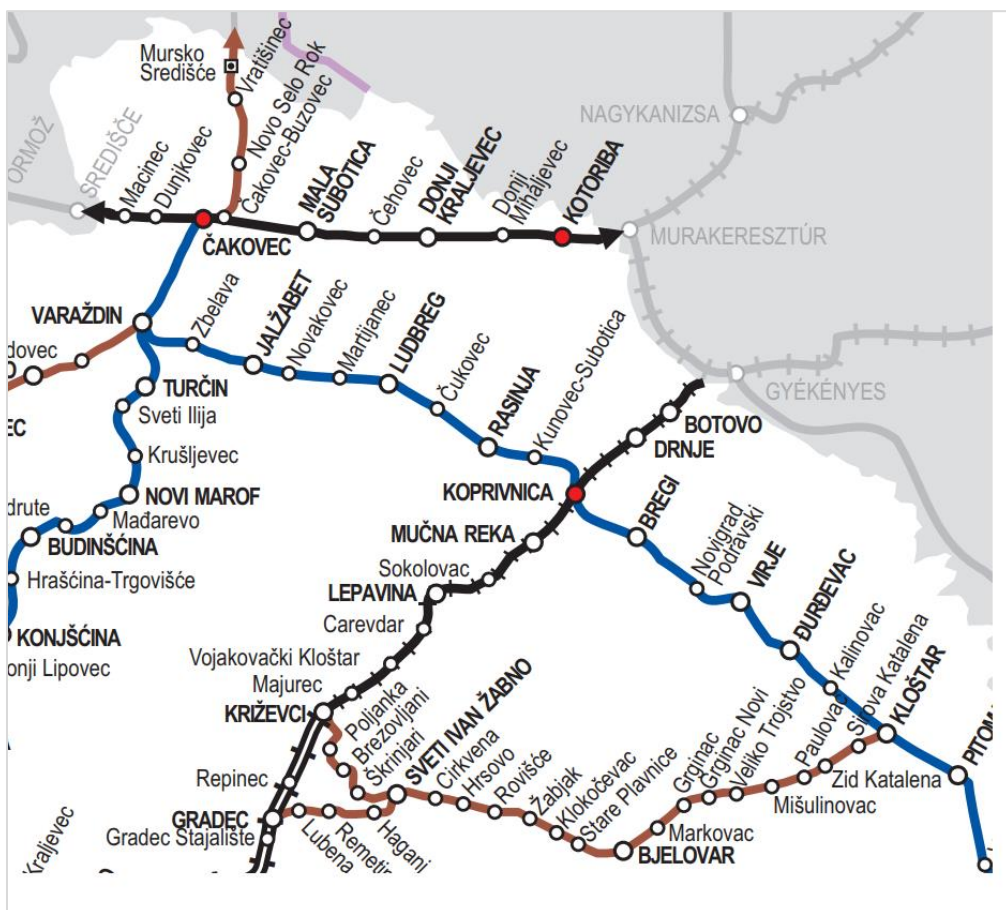 Mursko
Središće
Vratišinec
Novo Selo Rok
Čakovec-Buzovec
ORMOŽ
SREDIŠČE
Macinec
Dunjkovec
ČAKOVEC
MALA
SUBOTICA
Čehovec
DONJI
KRALJEVEC
Donji
Mihaljevec
KOTORIBA
NAGYKANIZSA
MURAKERESZTÚR
GYÉKÉNYES
VARAŽDIN
dovec
Zbelava
JALŽABET
Novakovec
Martijanec
LUDBREG
Čukovec
RASINJA
Kunovec-Subotica
BOTOVO
DRNJE
KOPRIVNICA
TURČIN
Sveti Ilija
EC
Krušljevec
NOVI MAROF
drute
Mađarevo
BUDINŠĆINA
Hrašćina-Trgovišće
KONJŠĆINA
onji Lipovec
MUČNA REKA
Sokolovac
LEPAVINA
Carevdar
Vojakovački Kloštar
Majurec
KRIŽEVCI
BREGI
Novigrad
Podravski
VIRJE
ĐURĐEVAC
Kalinovac
Sirova Katalena
KLOŠTAR
PITOM
Poljanka
Brezovljani
Škrinjari
SVETI IVAN ŽABNO
Cirkvena
Hrsovo
Rovišće
Žabjak
Klokočevac
Stare Plavnice
BJELOVAR
Markovac
Grginac
Grginac Novi
Veliko Trojstvo
Mišulinovac
Paulovac
Zid Katalena
Repinec
GRADEC
Gradec Stajalište
Lubena
Remetin
Hagani
Kraljevec